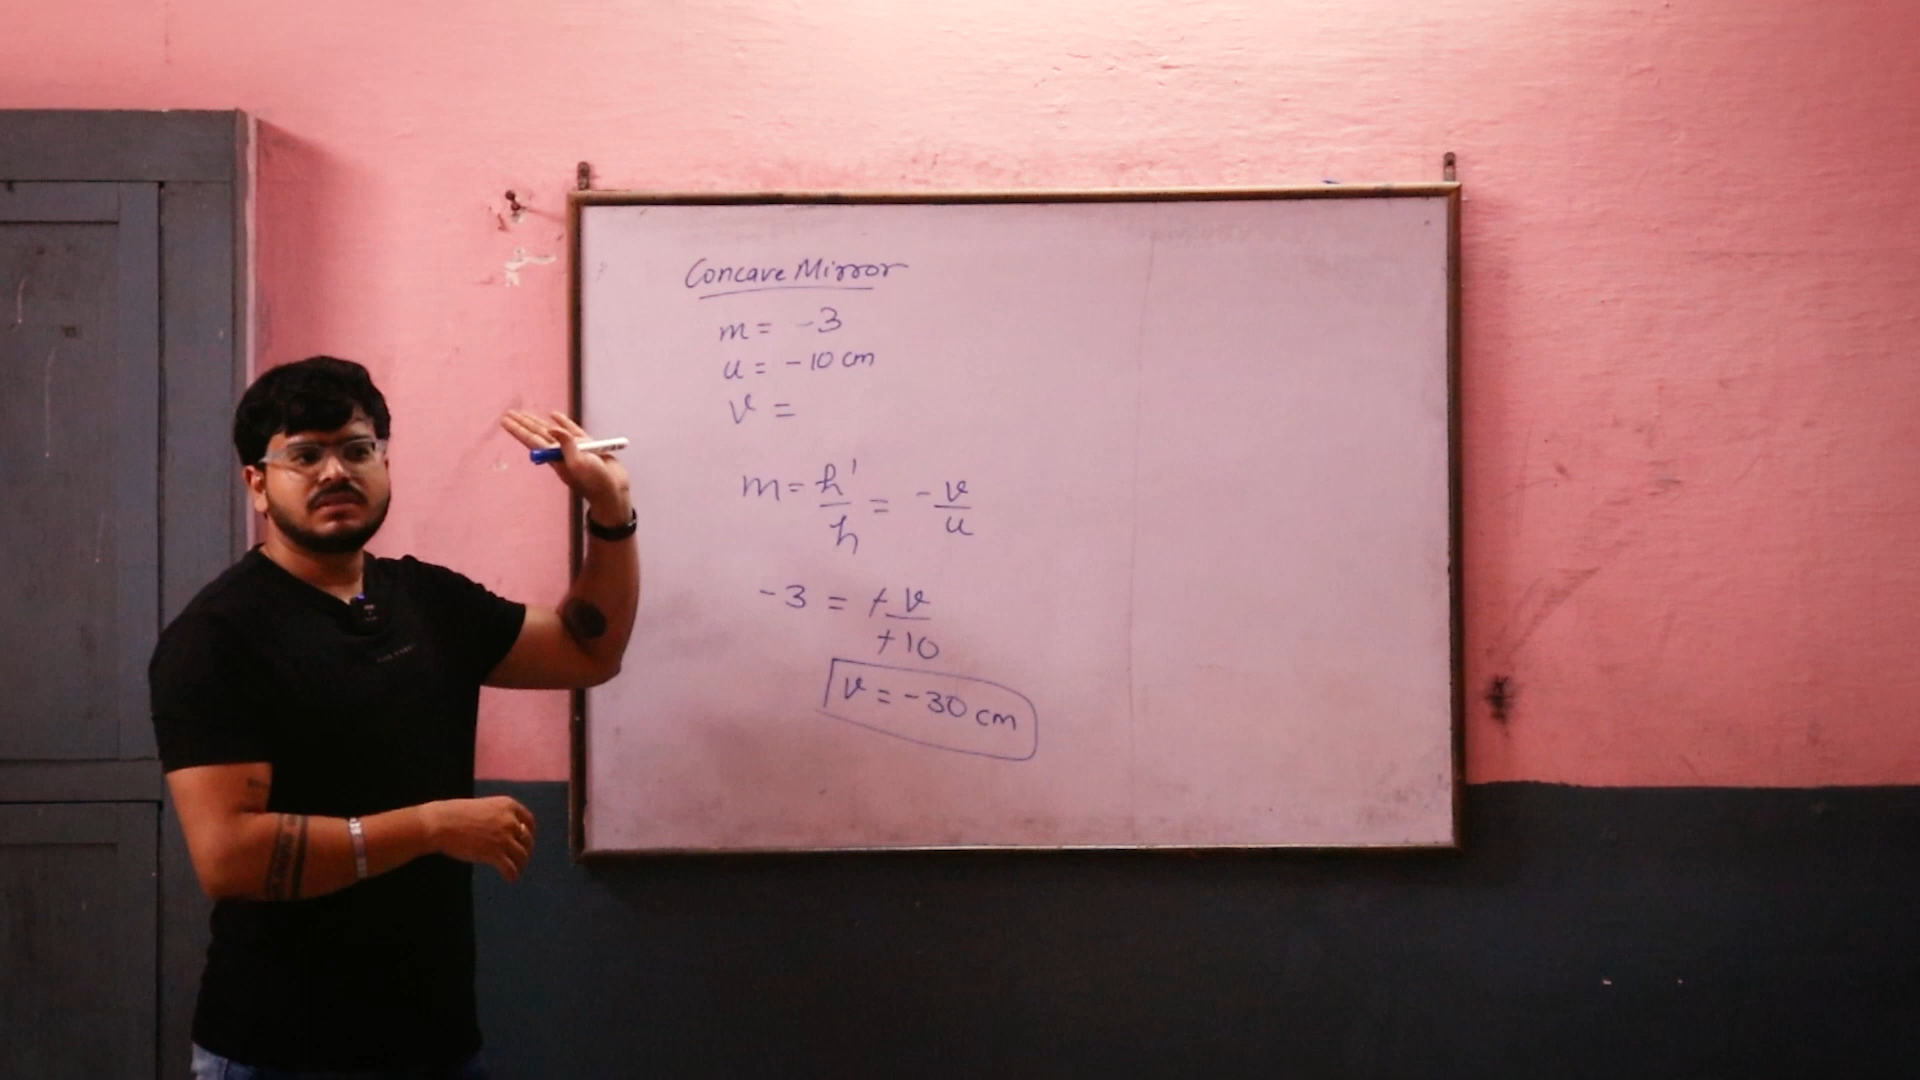 Concave Mirror
m = -3
u = -10 cm
v =
m = h'/h = -v/u
-3 = +v/+10
v = -30 cm